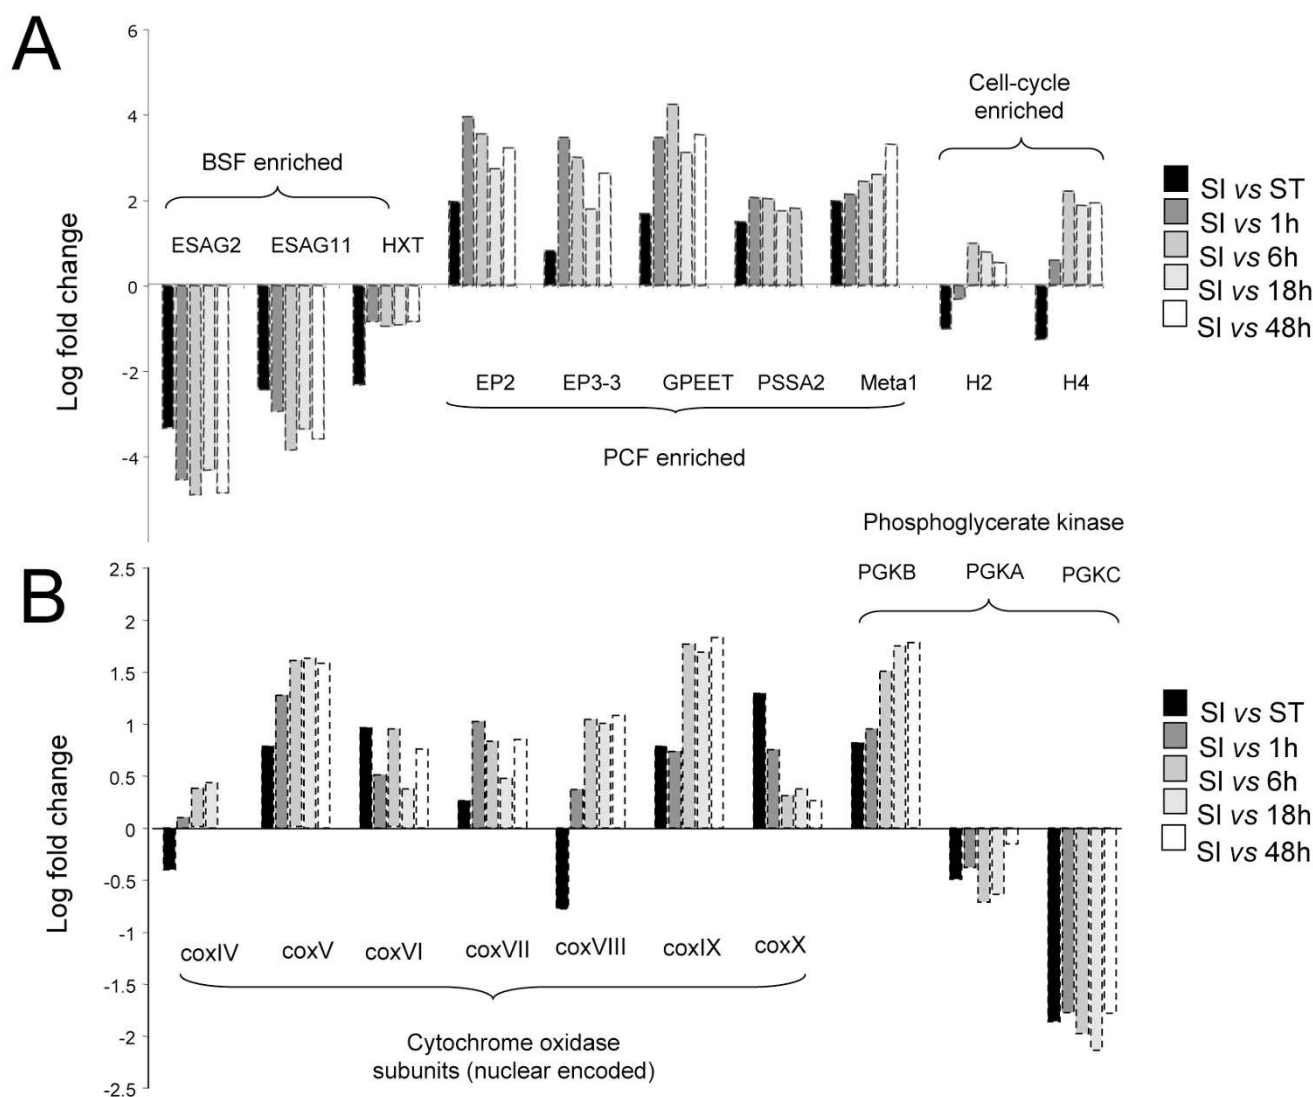 A
6
4
2
0
-2
-4
Log fold change
BSF enriched
ESAG2
ESAG11
HXT
EP2
EP3-3
GPEET
PSSA2
Meta1
PCF enriched
Cell-cycle
enriched
H2
H4
SI vs ST
SI vs 1h
SI vs 6h
SI vs 18h
SI vs 48h
B
2.5
2
1.5
1
0.5
0
-0.5
-1
-1.5
-2
-2.5
Log fold change
Phosphoglycerate kinase
PGKB
PGKA
PGKC
coxIV
coxV
coxVI
coxVII
coxVIII
coxIX
coxX
Cytochrome oxidase
subunits (nuclear encoded)
SI vs ST
SI vs 1h
SI vs 6h
SI vs 18h
SI vs 48h